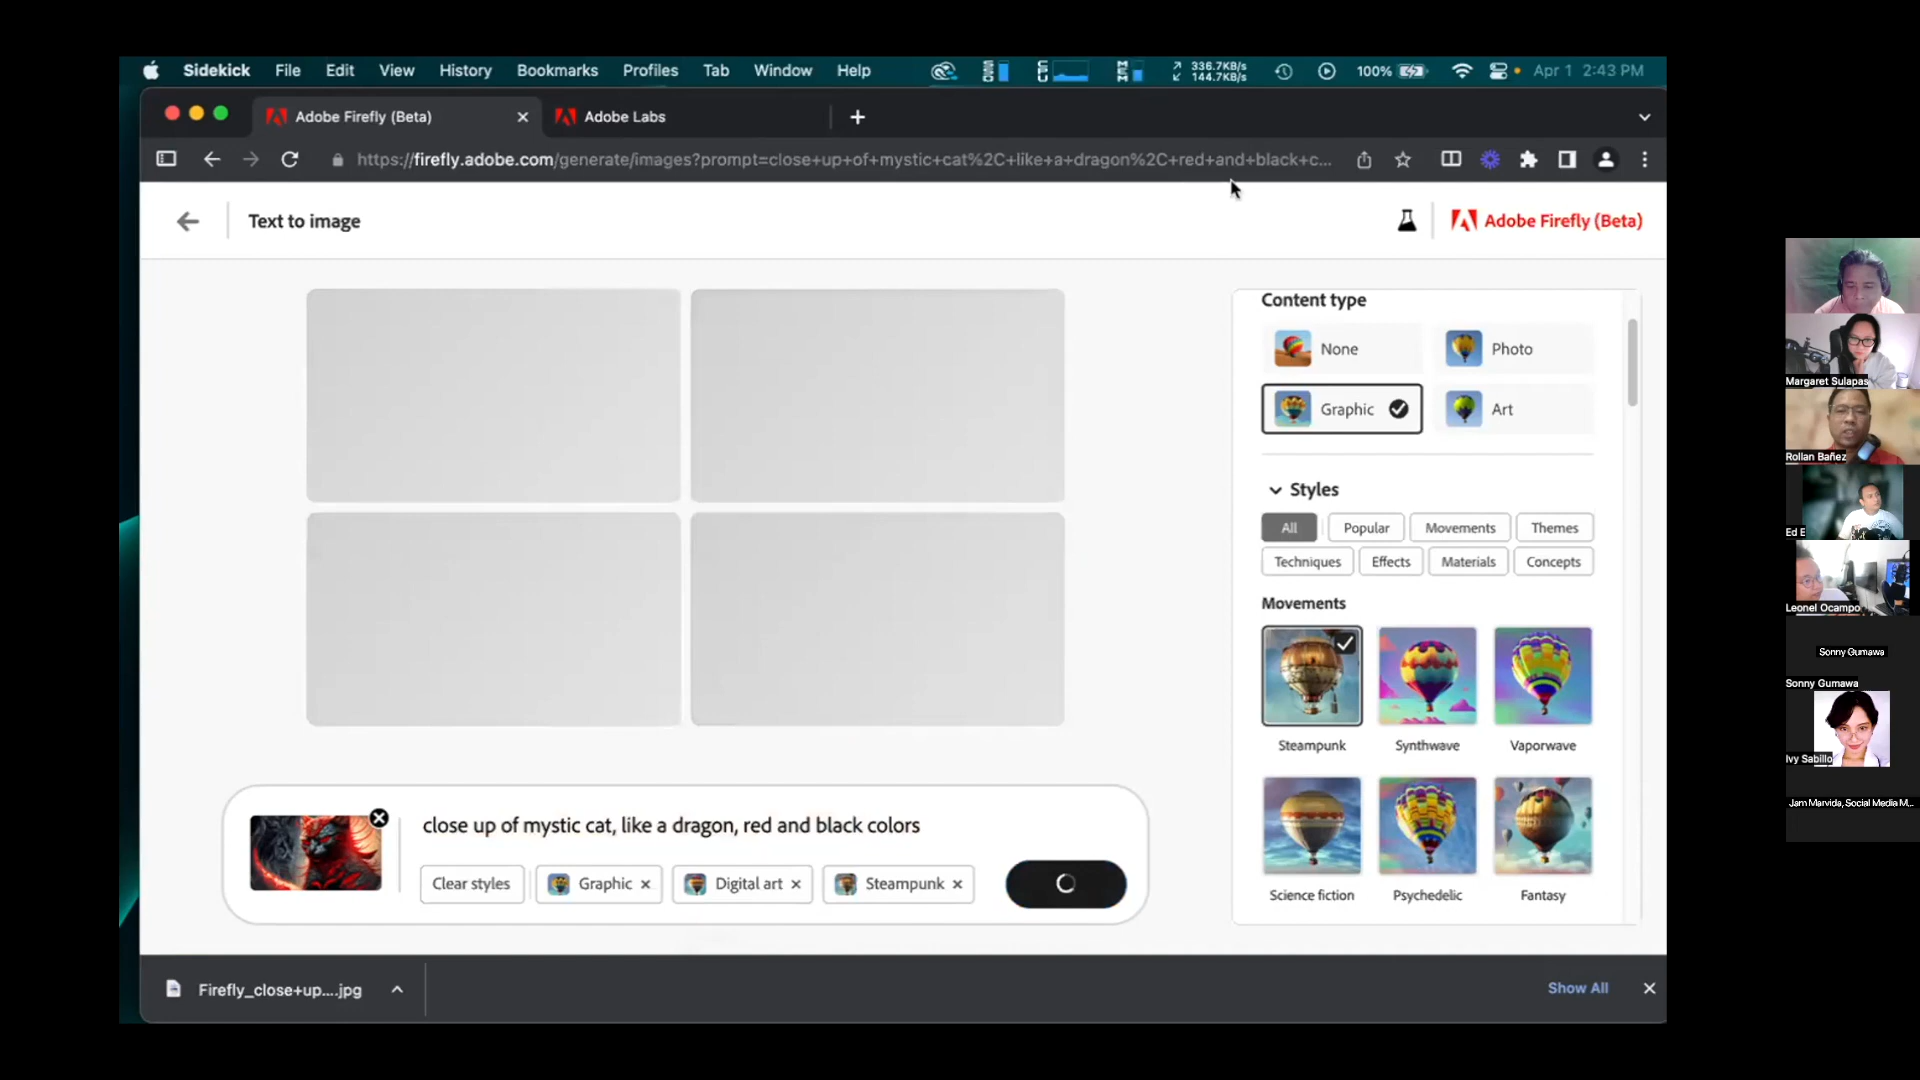 Sidekick File Edit View History Bookmarks Profiles Tab Window Help 336.7KB/s 144.7KB/s 100% Apr 1 2:43 PM
Adobe Firefly (Beta) Adobe Labs
https://firefly.adobe.com/generate/images?prompt=close+up+of+mystic+cat%2C+like+a+dragon%2C+red+and+black+c...
Text to image
Adobe Firefly (Beta)
Content type
None Photo
Graphic Art
Styles
All Popular Movements Themes
Techniques Effects Materials Concepts
Movements
Steampunk Synthwave Vaporwave
Science fiction Psychedelic Fantasy
close up of mystic cat, like a dragon, red and black colors
Clear styles Graphic Digital art Steampunk
Firefly_close+up....jpg
Show All
Margaret Sulapas
Rollan Bañez
Ed E
Leonel Ocampo
Sonny Gumawa
Sonny Gumawa
Ivy Sabillo
Jam Marvida, Social Media M...